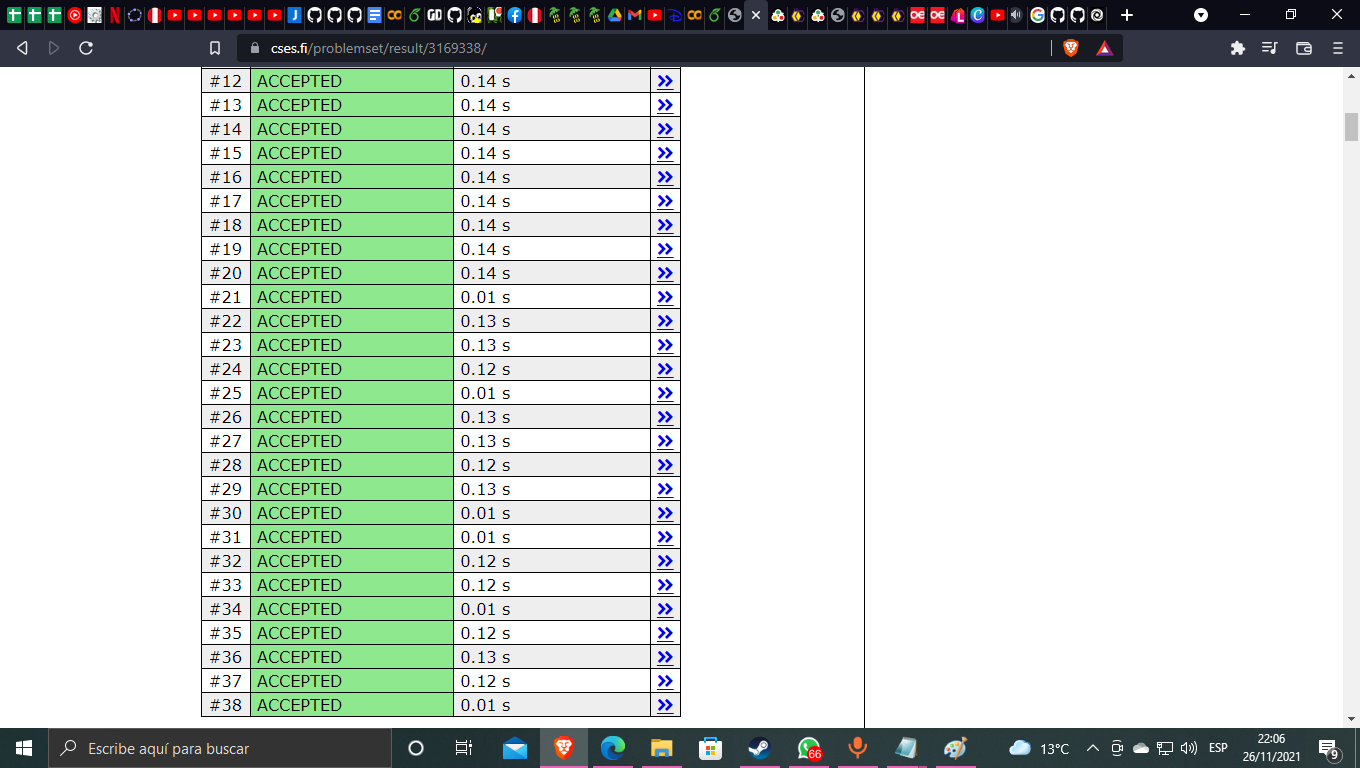 cses.fi/problemset/result/3169338/
#12 ACCEPTED 0.14 s >>
#13 ACCEPTED 0.14 s >>
#14 ACCEPTED 0.14 s >>
#15 ACCEPTED 0.14 s >>
#16 ACCEPTED 0.14 s >>
#17 ACCEPTED 0.14 s >>
#18 ACCEPTED 0.14 s >>
#19 ACCEPTED 0.14 s >>
#20 ACCEPTED 0.14 s >>
#21 ACCEPTED 0.01 s >>
#22 ACCEPTED 0.13 s >>
#23 ACCEPTED 0.13 s >>
#24 ACCEPTED 0.12 s >>
#25 ACCEPTED 0.01 s >>
#26 ACCEPTED 0.13 s >>
#27 ACCEPTED 0.13 s >>
#28 ACCEPTED 0.12 s >>
#29 ACCEPTED 0.13 s >>
#30 ACCEPTED 0.01 s >>
#31 ACCEPTED 0.01 s >>
#32 ACCEPTED 0.12 s >>
#33 ACCEPTED 0.12 s >>
#34 ACCEPTED 0.01 s >>
#35 ACCEPTED 0.12 s >>
#36 ACCEPTED 0.13 s >>
#37 ACCEPTED 0.12 s >>
#38 ACCEPTED 0.01 s >>
Escribe aquí para buscar
66
13°C
ESP
22:06
26/11/2021
9